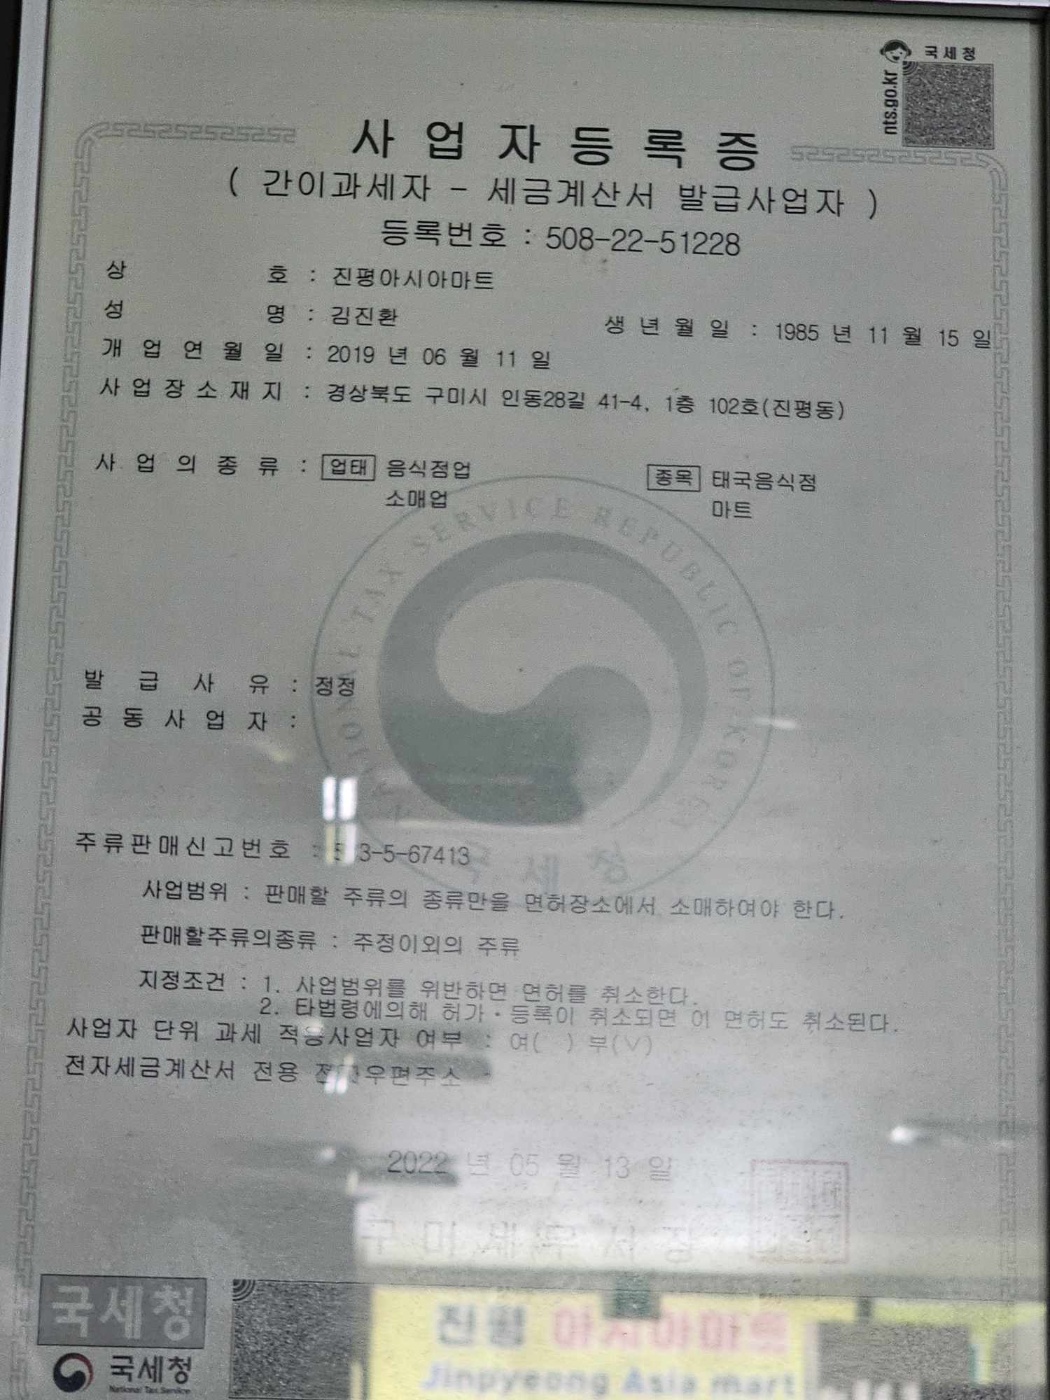 국세청
nts.go.kr
사업자등록증
( 간이과세자 - 세금계산서 발급사업자 )
등록번호 : 508-22-51228
상 호 : 진평아시아마트
성 명 : 김진환 생 년 월 일 : 1985 년 11 월 15 일
개 업 연 월 일 : 2019 년 06 월 11 일
사 업 장 소 재 지 : 경상북도 구미시 인동28길 41-4, 1층 102호(진평동)
사 업 의 종 류 : 업태 음식점업 종목 태국음식점
소매업 마트
NATIONAL TAX SERVICE REPUBLIC OF KOREA
국세청
발 급 사 유 : 정정
공 동 사 업 자 :
주류판매신고번호 : 3-5-67413
사업범위 : 판매할 주류의 종류만을 면허장소에서 소매하여야 한다.
판매할주류의종류 : 주정이외의 주류
지정조건 : 1. 사업범위를 위반하면 면허를 취소한다.
2. 타법령에의해 허가·등록이 취소되면 이 면허도 취소된다.
사업자 단위 과세 적용사업자 여부 : 여( ) 부(∨)
전자세금계산서 전용 전자우편주소 :
2022 년 05 월 13 일
구미세무서장
국세청
국세청
National Tax Service
진평 아시아마트
Jinpyeong Asia mart